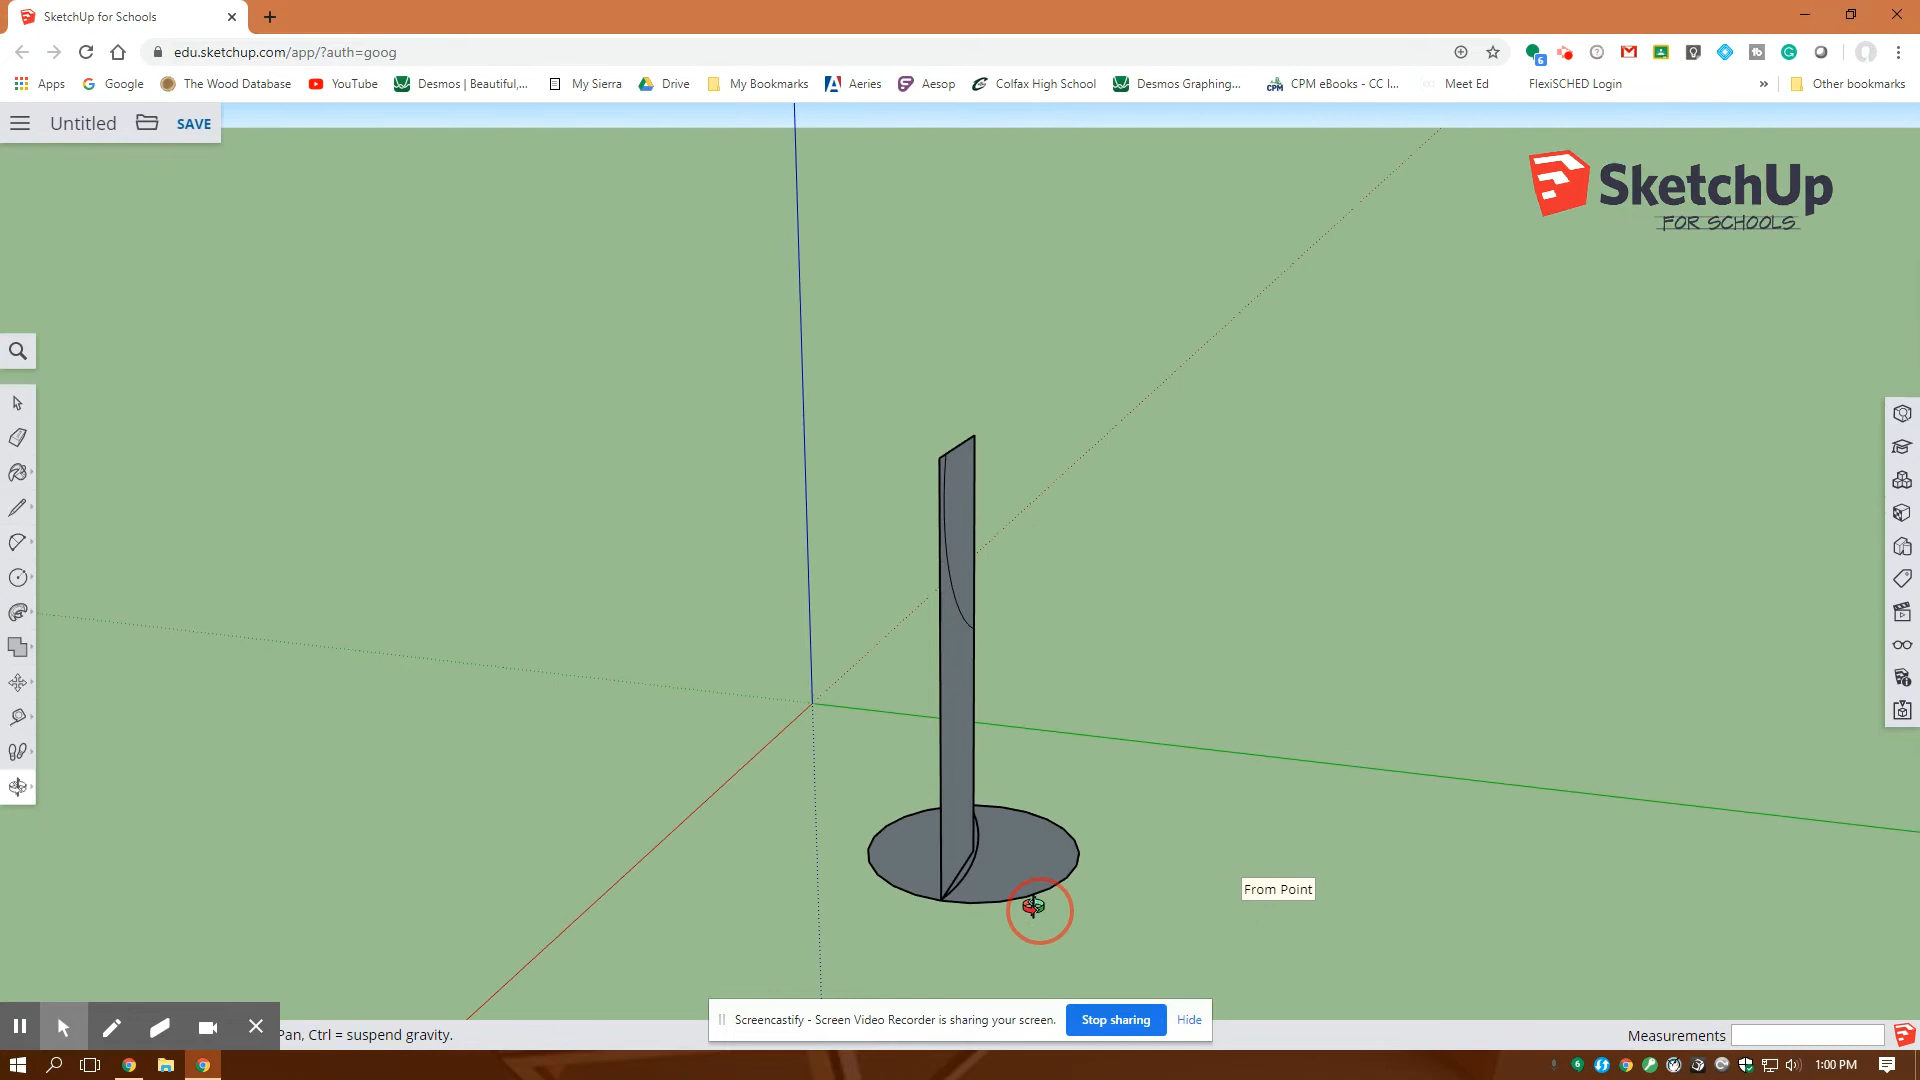 SketchUp for Schools
edu.sketchup.com/app/?auth=goog
6
Apps Google The Wood Database YouTube Desmos | Beautiful,... My Sierra Drive My Bookmarks Aeries Aesop Colfax High School Desmos Graphing... CPM CPM eBooks - CC I... Meet Ed FlexiSCHED Login » Other bookmarks
Untitled SAVE
SketchUp
FOR SCHOOLS
From Point
Pan, Ctrl = suspend gravity.
Screencastify - Screen Video Recorder is sharing your screen. Stop sharing Hide
Measurements
1:00 PM